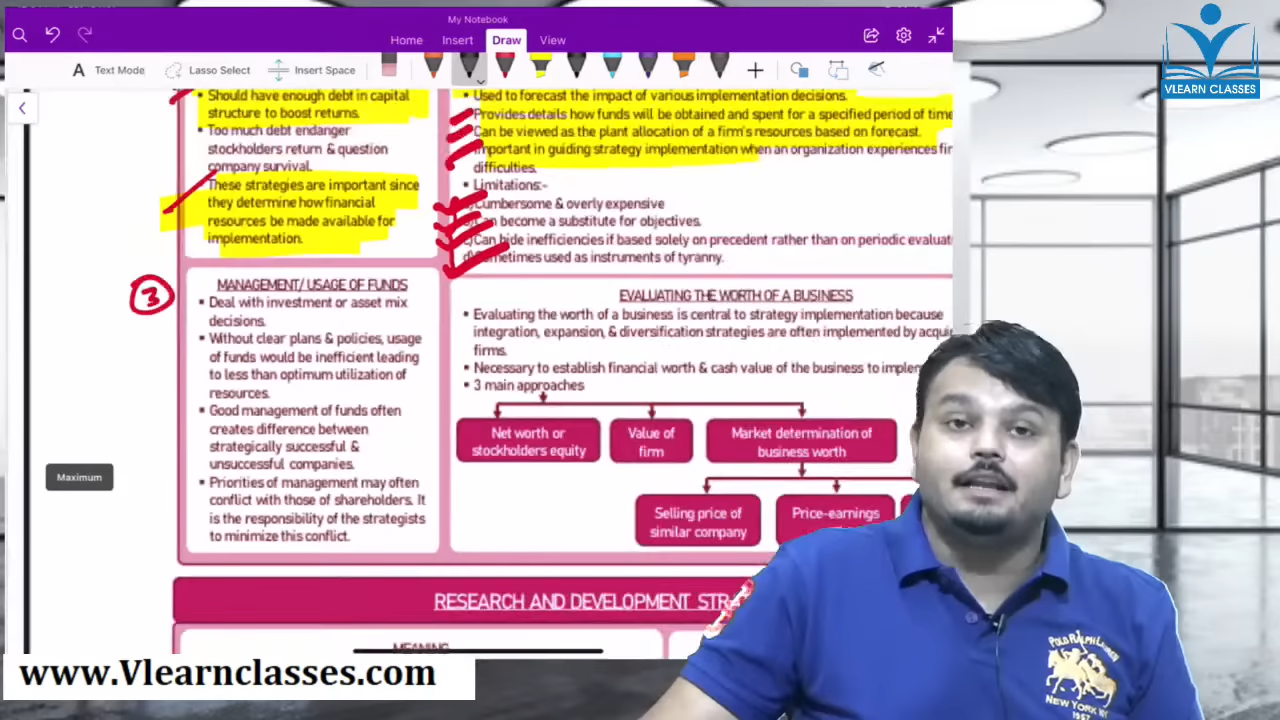 My Notebook
Home
Insert
Draw
View
A Text Mode
Lasso Select
Insert Space
Should have enough debt in capital
structure to boost returns.
Too much debt endanger
stockholders return & question
company survival.
These strategies are important since
they determine how financial
resources be made available for
implementation.
Used to forecast the impact of various implementation decisions.
Provides details how funds will be obtained and spent for a specified period of time
Can be viewed as the plant allocation of a firm's resources based on forecast.
Important in guiding strategy implementation when an organization experiences
difficulties.
Limitations:-
Cumbersome & overly expensive
Can become a substitute for objectives.
c)Can hide inefficiencies if based solely on precedent rather than on periodic
d)Sometimes used as instruments of tyranny.
3
MANAGEMENT/ USAGE OF FUNDS
Deal with investment or asset mix
decisions.
Without clear plans & policies, usage
of funds would be inefficient leading
to less than optimum utilization of
resources.
Good management of funds often
creates difference between
strategically successful &
unsuccessful companies.
Priorities of management may often
conflict with those of shareholders. It
is the responsibility of the strategists
to minimize this conflict.
EVALUATING THE WORTH OF A BUSINESS
Evaluating the worth of a business is central to strategy implementation because
integration, expansion, & diversification strategies are often implemented by
firms.
Necessary to establish financial worth & cash value of the business to
3 main approaches
Net worth or
stockholders equity
Value of
firm
Market determination of
business worth
Selling price of
similar company
Price-earnings
Maximum
RESEARCH AND DEVELOPMENT
MEANING
www.Vlearnclasses.com
VLEARN CLASSES
POLO RALPH LAUREN
NEW YORK
1967